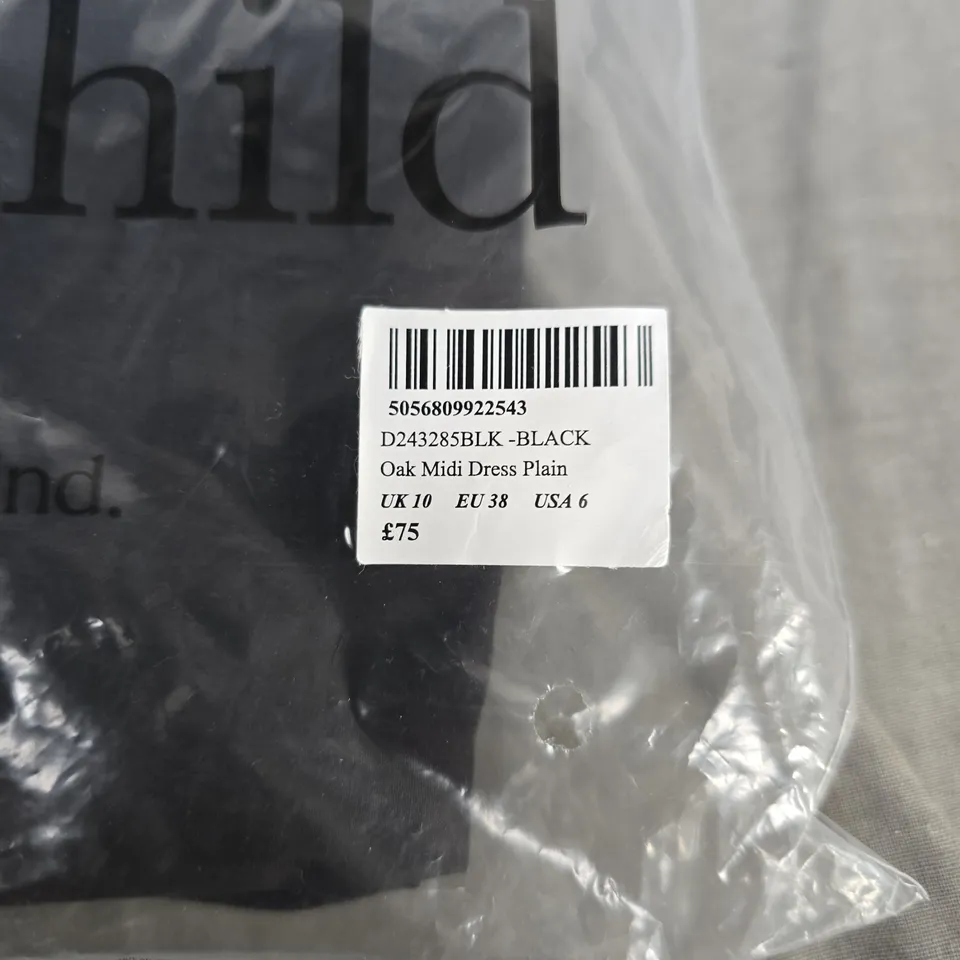 hild
nd.
5056809922543
D243285BLK -BLACK
Oak Midi Dress Plain
UK 10 EU 38 USA 6
£75